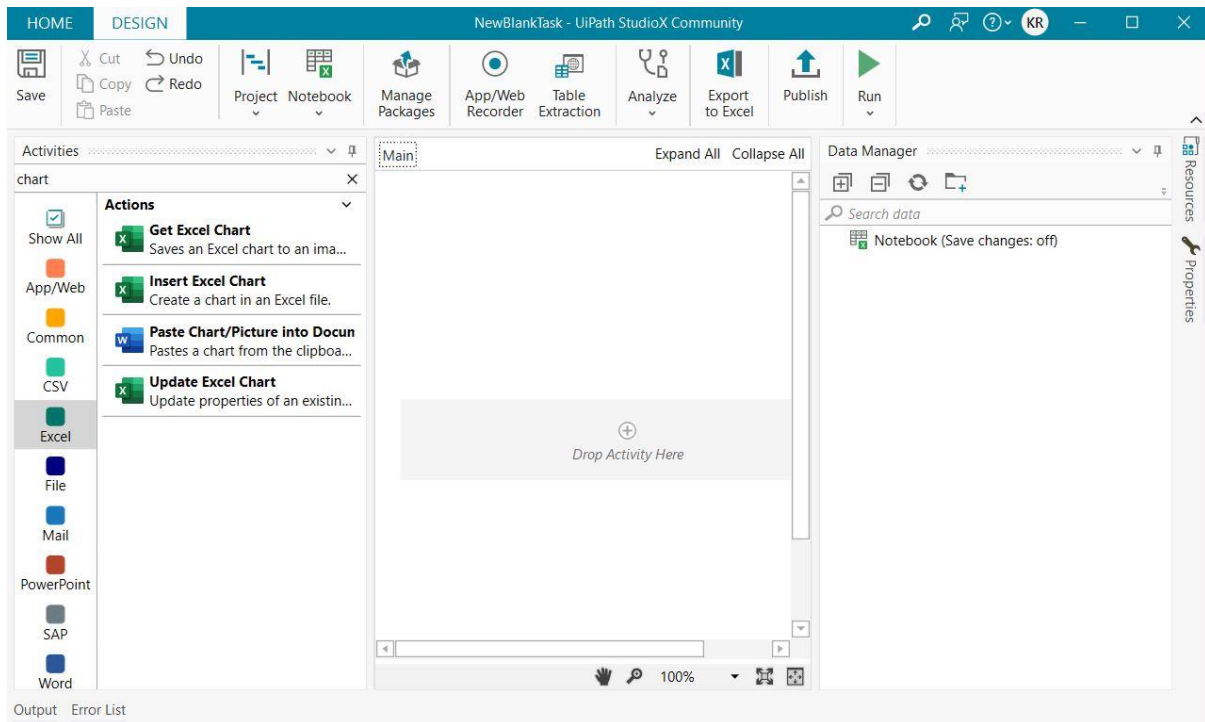 HOME DESIGN NewBlankTask - UiPath StudioX Community KR
Save
Cut Undo
Copy Redo
Paste
Project Notebook
Manage
Packages
App/Web
Recorder
Table
Extraction
Analyze
Export
to Excel
Publish
Run
Activities
chart
Show All
App/Web
Common
CSV
Excel
File
Mail
PowerPoint
SAP
Word
Actions
Get Excel Chart
Saves an Excel chart to an ima...
Insert Excel Chart
Create a chart in an Excel file.
Paste Chart/Picture into Docun
Pastes a chart from the clipboa...
Update Excel Chart
Update properties of an existin...
Main Expand All Collapse All
Drop Activity Here
100%
Data Manager
Search data
Notebook (Save changes: off)
Resources
Properties
Output Error List